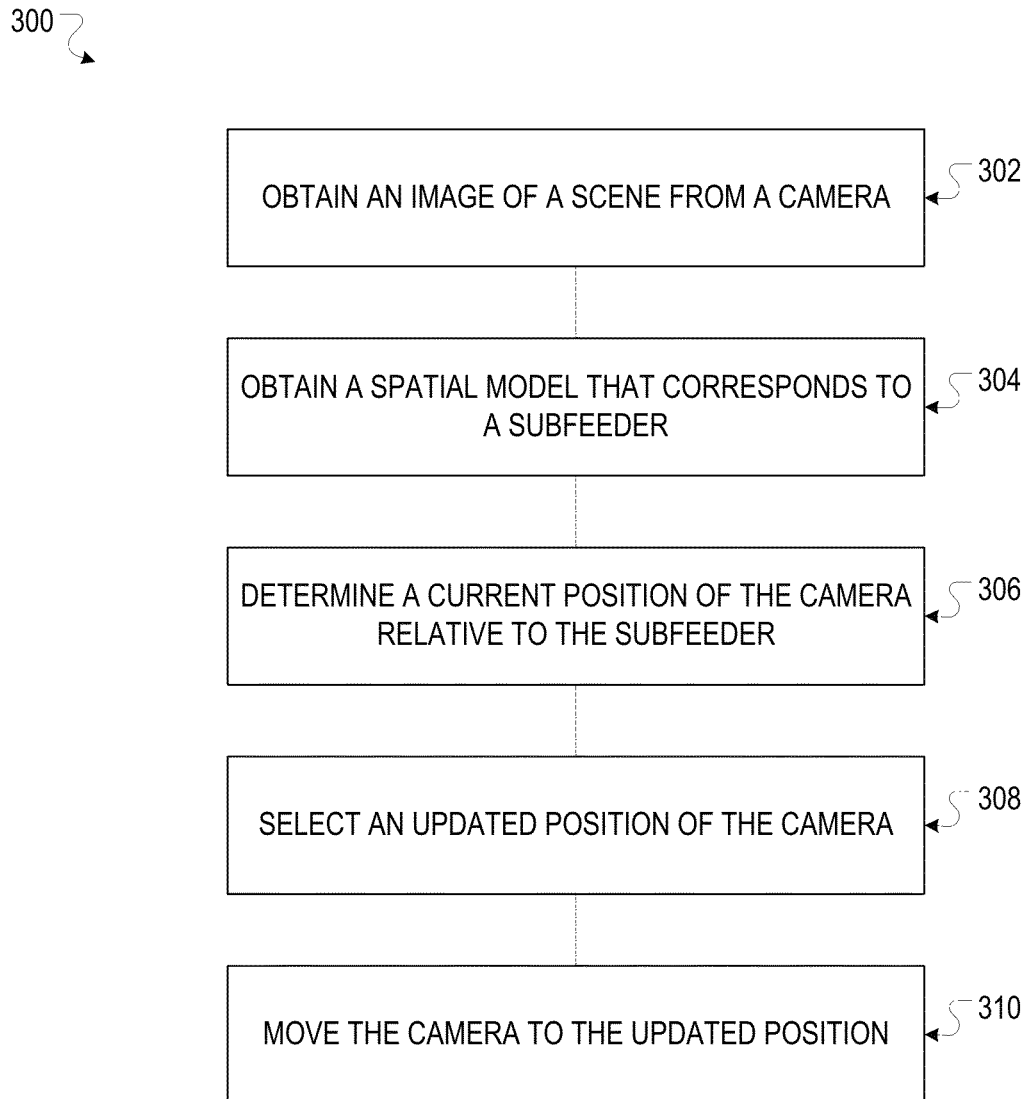 300
OBTAIN AN IMAGE OF A SCENE FROM A CAMERA
302
OBTAIN A SPATIAL MODEL THAT CORRESPONDS TO
A SUBFEEDER
304
DETERMINE A CURRENT POSITION OF THE CAMERA
RELATIVE TO THE SUBFEEDER
306
SELECT AN UPDATED POSITION OF THE CAMERA
308
MOVE THE CAMERA TO THE UPDATED POSITION
310